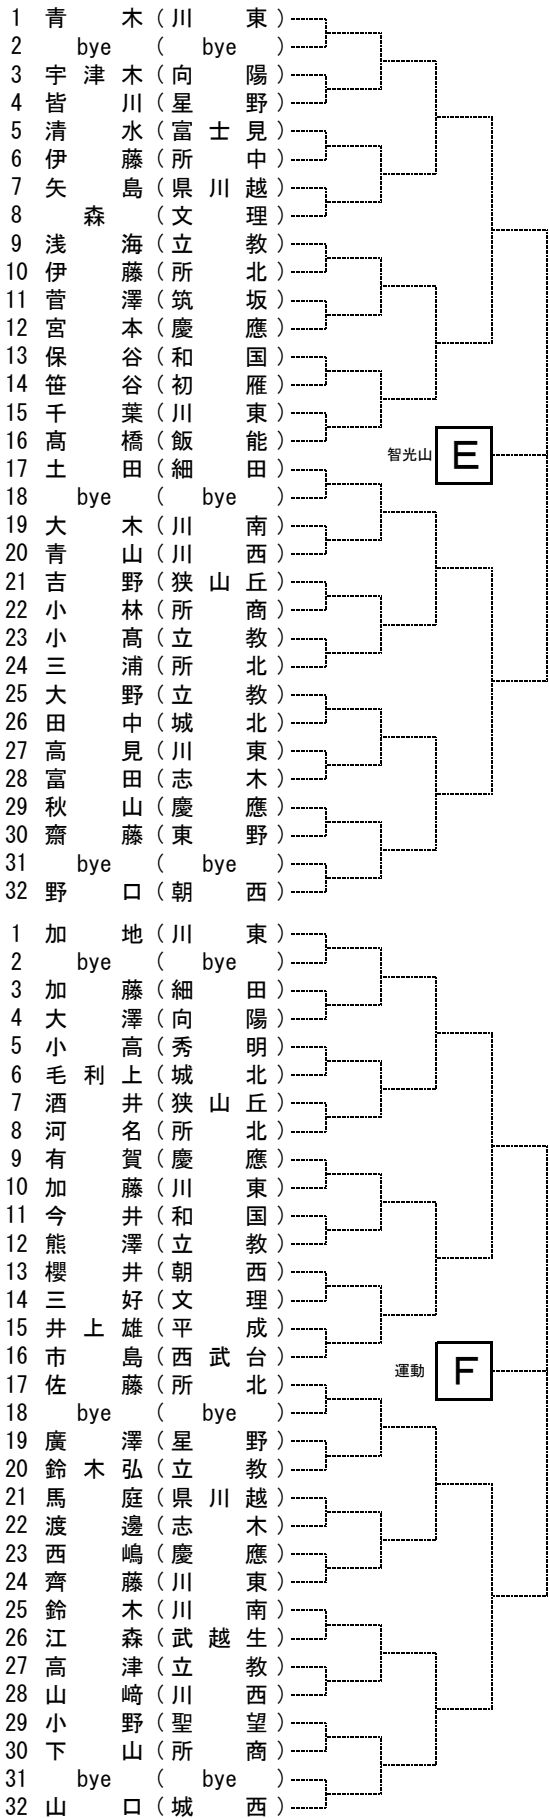 1 青木（川東）
2 bye（bye）
3 宇津木（向陽）
4 皆川（星野）
5 清水（富士見）
6 伊藤（所中）
7 矢島（県川越）
8 森（文理）
9 浅海（立教）
10 伊藤（所北）
11 菅澤（筑坂）
12 宮本（慶應）
13 保谷（和国）
14 笹谷（初雁）
15 千葉（川東）
16 髙橋（飯能）
智光山 E
17 土田（細田）
18 bye（bye）
19 大木（川南）
20 青山（川西）
21 吉野（狭山丘）
22 小林（所商）
23 小髙（立教）
24 三浦（所北）
25 大野（立教）
26 田中（城北）
27 高見（川東）
28 富田（志木）
29 秋山（慶應）
30 齋藤（東野）
31 bye（bye）
32 野口（朝西）
1 加地（川東）
2 bye（bye）
3 加藤（細田）
4 大澤（向陽）
5 小高（秀明）
6 毛利上（城北）
7 酒井（狭山丘）
8 河名（所北）
9 有賀（慶應）
10 加藤（川東）
11 今井（和国）
12 熊澤（立教）
13 櫻井（朝西）
14 三好（文理）
15 井上雄（平成）
16 市島（西武台）
運動 F
17 佐藤（所北）
18 bye（bye）
19 廣澤（星野）
20 鈴木弘（立教）
21 馬庭（県川越）
22 渡邊（志木）
23 西嶋（慶應）
24 齊藤（川東）
25 鈴木（川南）
26 江森（武越生）
27 高津（立教）
28 山﨑（川西）
29 小野（聖望）
30 下山（所商）
31 bye（bye）
32 山口（城西）